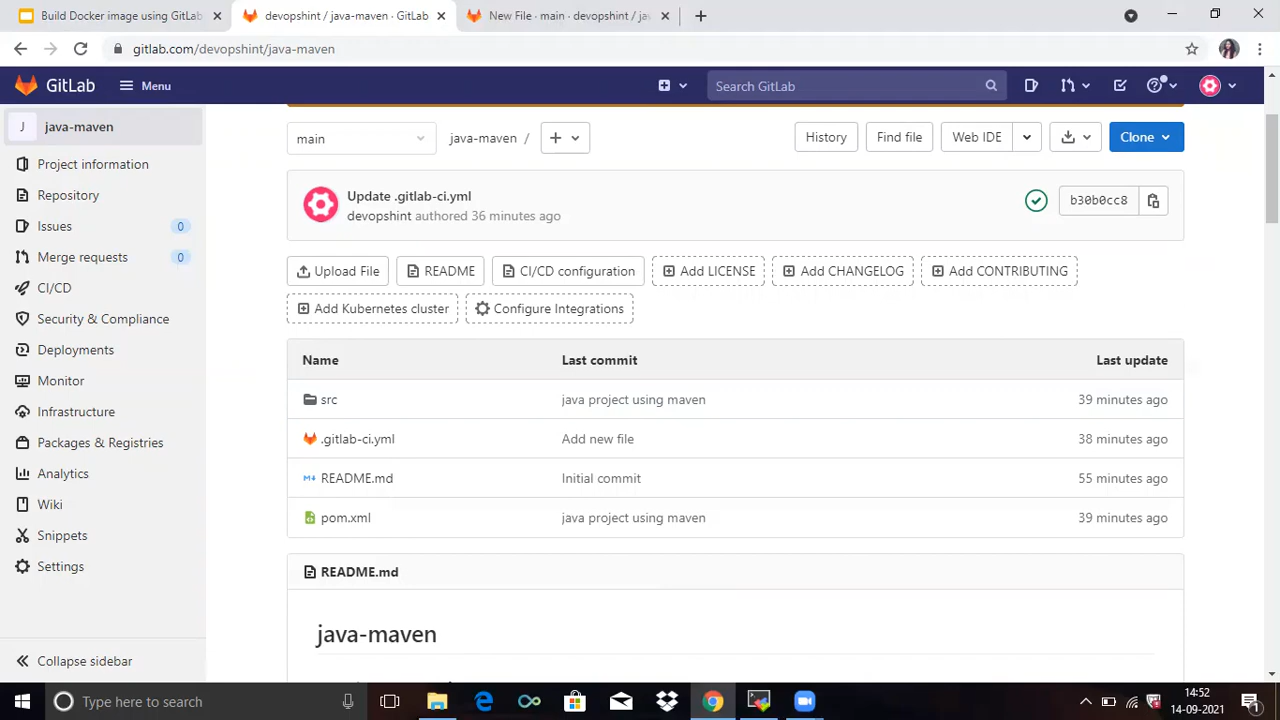 Build Docker image using GitLab
devopshint / java-maven · GitLab
New File · main · devopshint / jav
gitlab.com/devopshint/java-maven
GitLab
Menu
Search GitLab
J
java-maven
Project information
Repository
Issues 0
Merge requests 0
CI/CD
Security & Compliance
Deployments
Monitor
Infrastructure
Packages & Registries
Analytics
Wiki
Snippets
Settings
Collapse sidebar
main
java-maven /
History
Find file
Web IDE
Clone
Update .gitlab-ci.yml
devopshint authored 36 minutes ago
b30b0cc8
Upload File
README
CI/CD configuration
Add LICENSE
Add CHANGELOG
Add CONTRIBUTING
Add Kubernetes cluster
Configure Integrations
Name Last commit Last update
src java project using maven 39 minutes ago
.gitlab-ci.yml Add new file 38 minutes ago
README.md Initial commit 55 minutes ago
pom.xml java project using maven 39 minutes ago
README.md
java-maven
Type here to search
14:52
14-09-2021
1